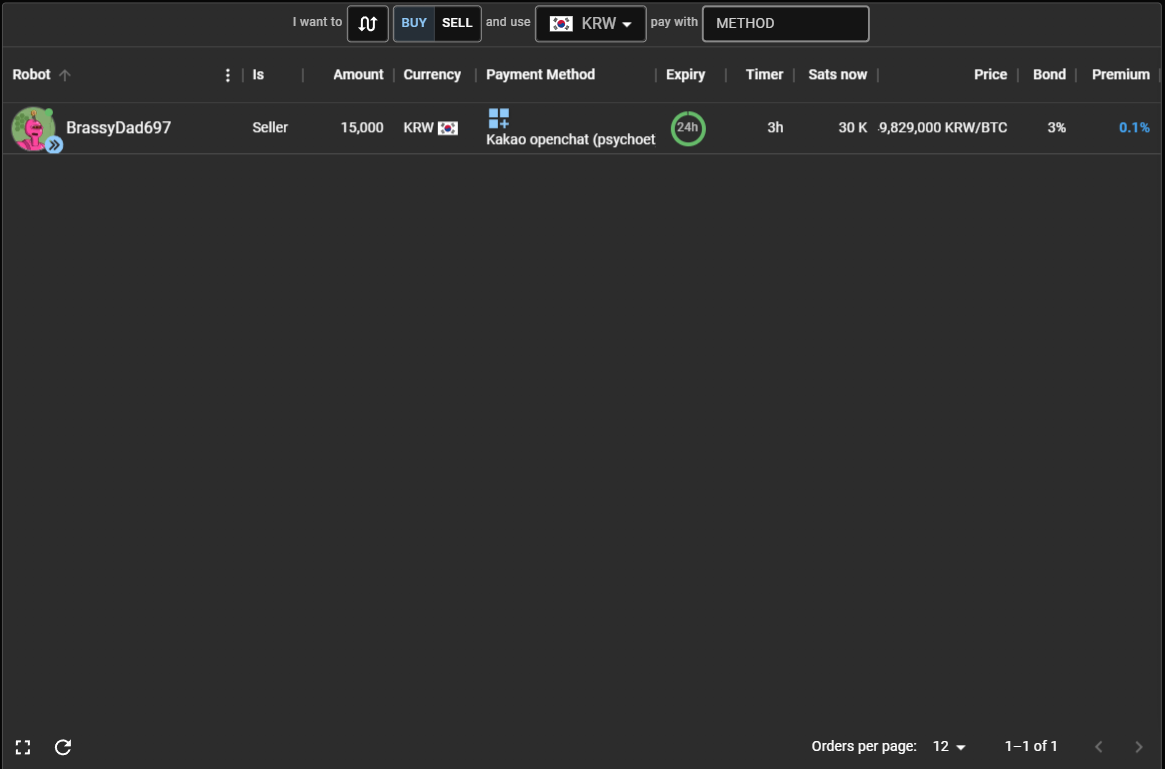 I want to BUY SELL and use KRW pay with METHOD
Robot Is Amount Currency Payment Method Expiry Timer Sats now Price Bond Premium
BrassyDad697 Seller 15,000 KRW Kakao openchat (psychoet 24h 3h 30 K 9,829,000 KRW/BTC 3% 0.1%
Orders per page: 12 1–1 of 1